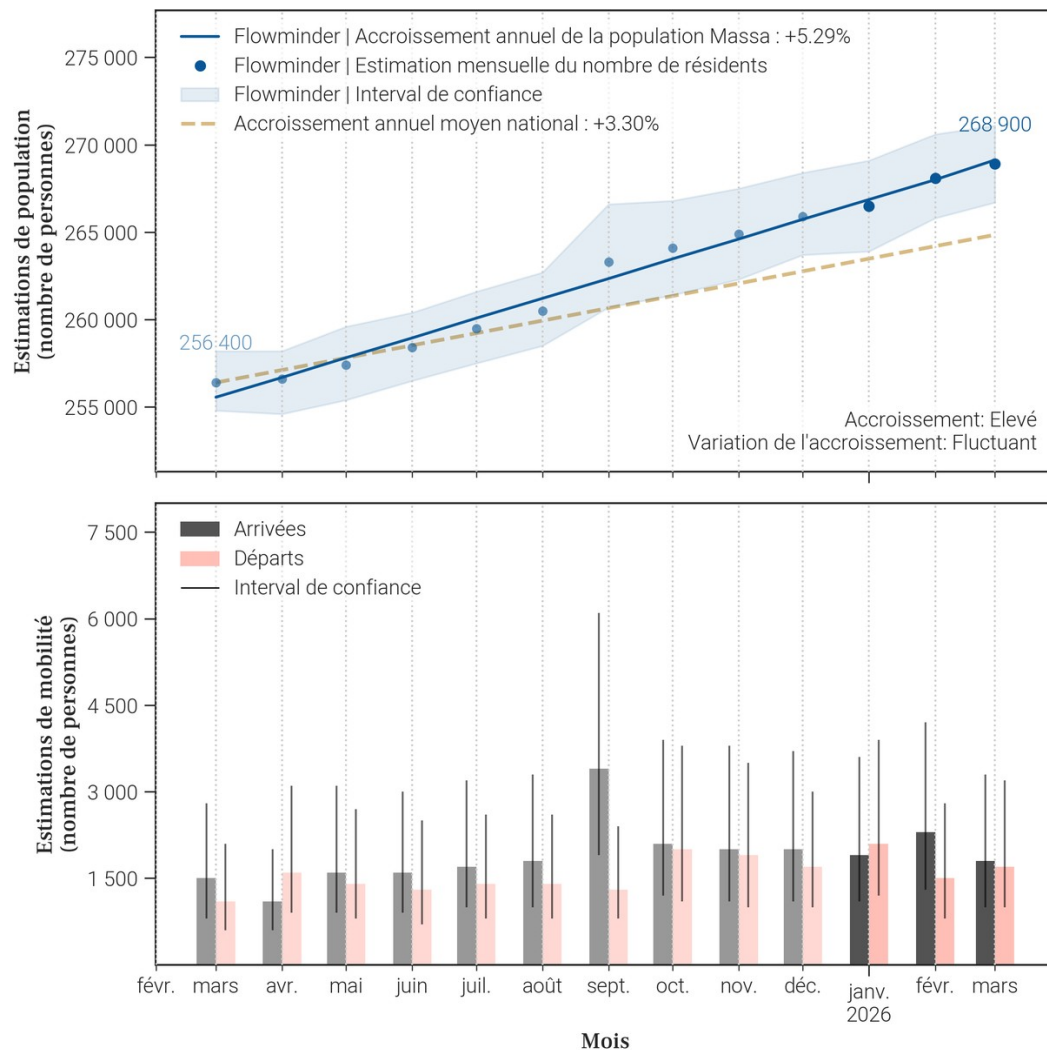 Estimations de population
(nombre de personnes)
275 000
270 000
265 000
260 000
255 000
Flowminder | Accroissement annuel de la population Massa : +5.29%
Flowminder | Estimation mensuelle du nombre de résidents
Flowminder | Interval de confiance
Accroissement annuel moyen national : +3.30%
268 900
256 400
Accroissement: Elevé
Variation de l'accroissement: Fluctuant
Estimations de mobilité
(nombre de personnes)
7 500
6 000
4 500
3 000
1 500
Arrivées
Départs
Interval de confiance
févr. mars avr. mai juin juil. août sept. oct. nov. déc. janv. févr. mars
2026
Mois